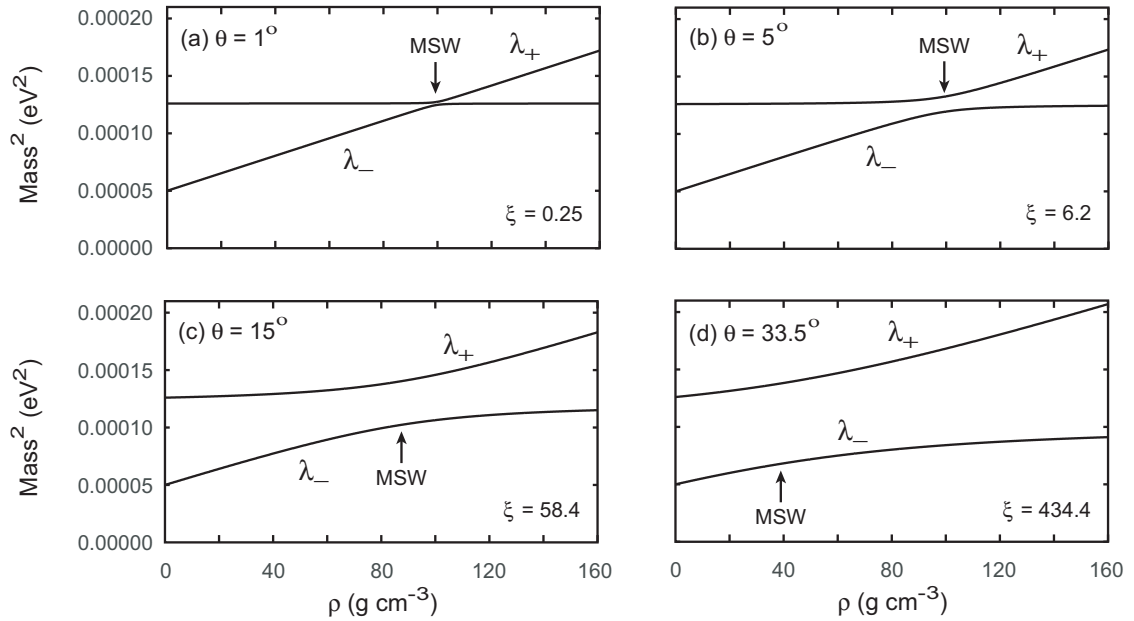 (a) θ = 1°
MSW
λ₊
λ₋
ξ = 0.25
0.00020
0.00015
0.00010
0.00005
0.00000
Mass² (eV²)
(b) θ = 5°
MSW
λ₊
λ₋
ξ = 6.2
(c) θ = 15°
λ₊
λ₋
MSW
ξ = 58.4
0.00020
0.00015
0.00010
0.00005
0.00000
Mass² (eV²)
0 40 80 120 160
ρ (g cm⁻³)
(d) θ = 33.5°
λ₊
λ₋
MSW
ξ = 434.4
0 40 80 120 160
ρ (g cm⁻³)